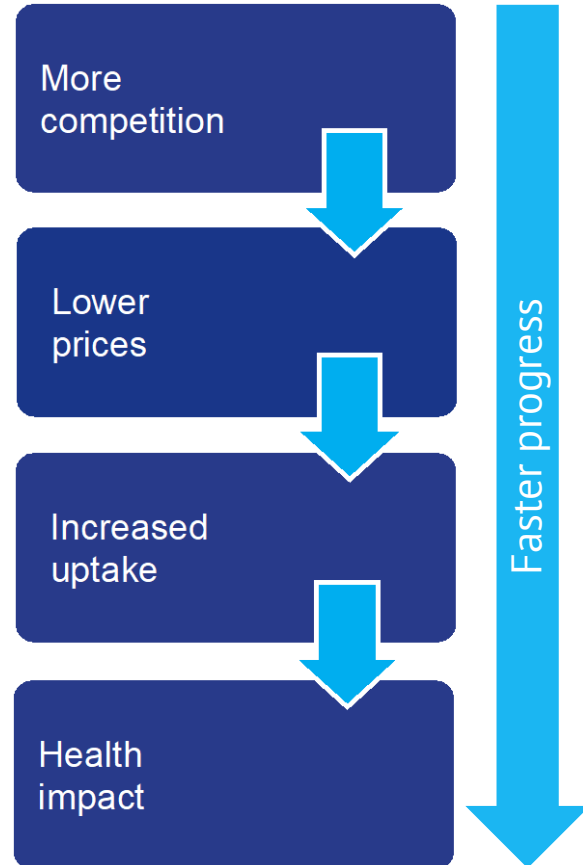 More
competition
Lower
prices
Increased
uptake
Health
impact
Faster progress